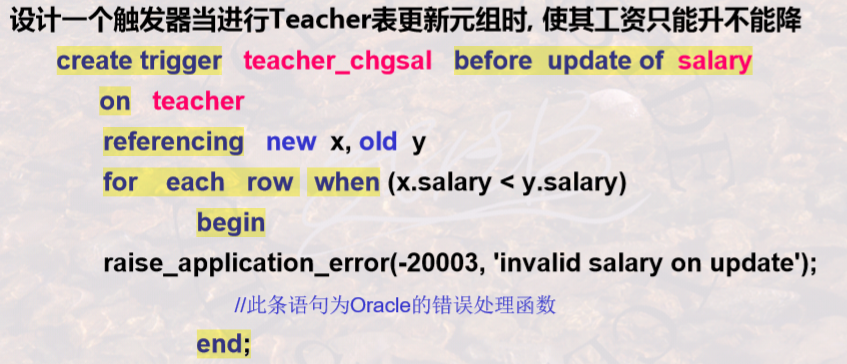 设计一个触发器当进行Teacher表更新元组时, 使其工资只能升不能降
create trigger teacher_chgsal before update of salary
on teacher
referencing new x, old y
for each row when (x.salary < y.salary)
begin
raise_application_error(-20003, 'invalid salary on update');
//此条语句为Oracle的错误处理函数
end;